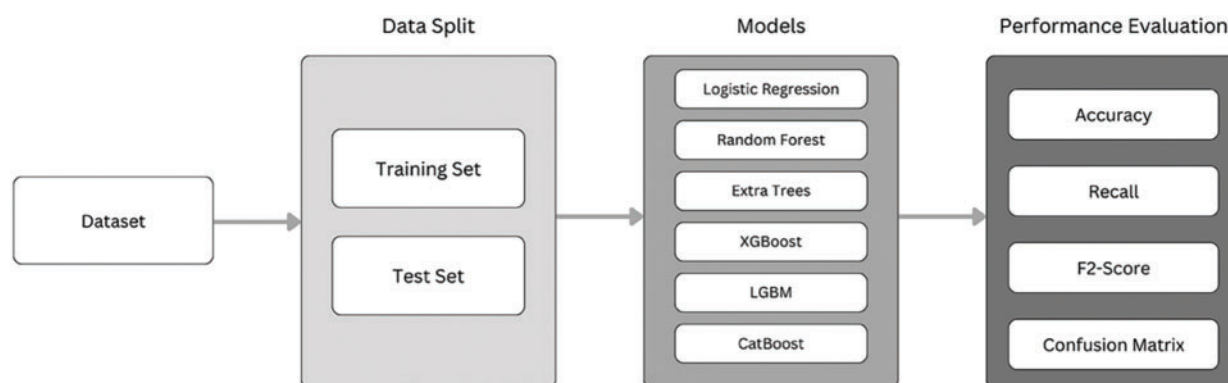 Data Split
Models
Performance Evaluation
Dataset
Training Set
Test Set
Logistic Regression
Random Forest
Extra Trees
XGBoost
LGBM
CatBoost
Accuracy
Recall
F2-Score
Confusion Matrix